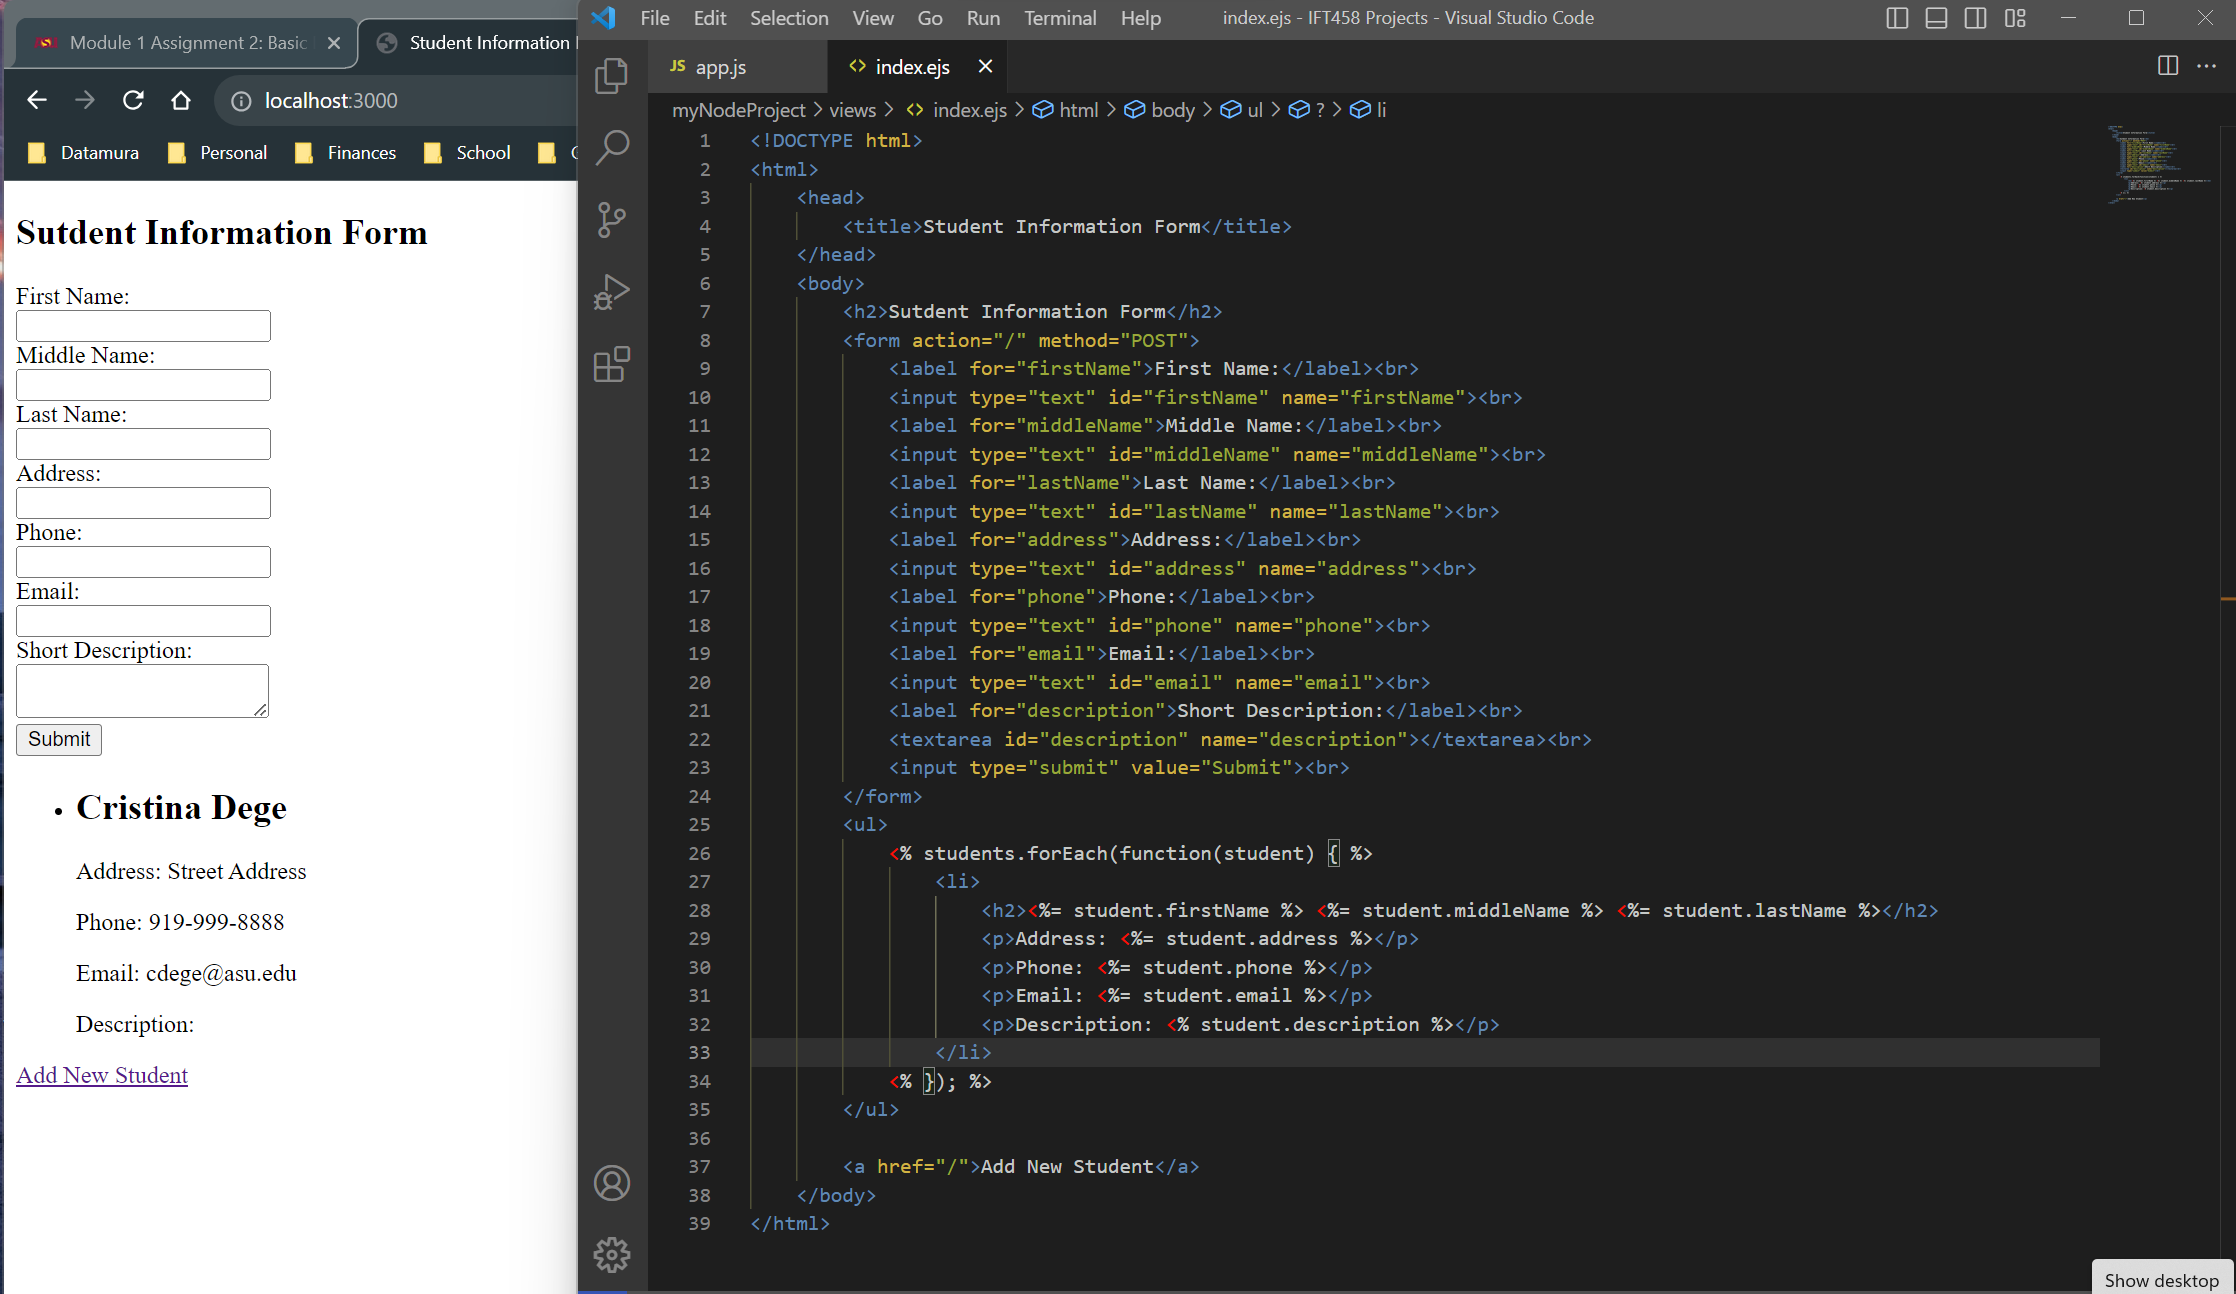 Module 1 Assignment 2: Basic
Student Information
localhost:3000
Datamura Personal Finances School
Sutdent Information Form
First Name:
Middle Name:
Last Name:
Address:
Phone:
Email:
Short Description:
Submit
• Cristina Dege
Address: Street Address
Phone: 919-999-8888
Email: cdege@asu.edu
Description:
Add New Student
File Edit Selection View Go Run Terminal Help index.ejs - IFT458 Projects - Visual Studio Code
JS app.js <> index.ejs
myNodeProject > views > <> index.ejs > html > body > ul > ? > li
1 <!DOCTYPE html>
2 <html>
3 <head>
4 <title>Student Information Form</title>
5 </head>
6 <body>
7 <h2>Sutdent Information Form</h2>
8 <form action="/" method="POST">
9 <label for="firstName">First Name:</label><br>
10 <input type="text" id="firstName" name="firstName"><br>
11 <label for="middleName">Middle Name:</label><br>
12 <input type="text" id="middleName" name="middleName"><br>
13 <label for="lastName">Last Name:</label><br>
14 <input type="text" id="lastName" name="lastName"><br>
15 <label for="address">Address:</label><br>
16 <input type="text" id="address" name="address"><br>
17 <label for="phone">Phone:</label><br>
18 <input type="text" id="phone" name="phone"><br>
19 <label for="email">Email:</label><br>
20 <input type="text" id="email" name="email"><br>
21 <label for="description">Short Description:</label><br>
22 <textarea id="description" name="description"></textarea><br>
23 <input type="submit" value="Submit"><br>
24 </form>
25 <ul>
26 <% students.forEach(function(student) { %>
27 <li>
28 <h2><%= student.firstName %> <%= student.middleName %> <%= student.lastName %></h2>
29 <p>Address: <%= student.address %></p>
30 <p>Phone: <%= student.phone %></p>
31 <p>Email: <%= student.email %></p>
32 <p>Description: <% student.description %></p>
33 </li>
34 <% }); %>
35 </ul>
36
37 <a href="/">Add New Student</a>
38 </body>
39 </html>
Show desktop